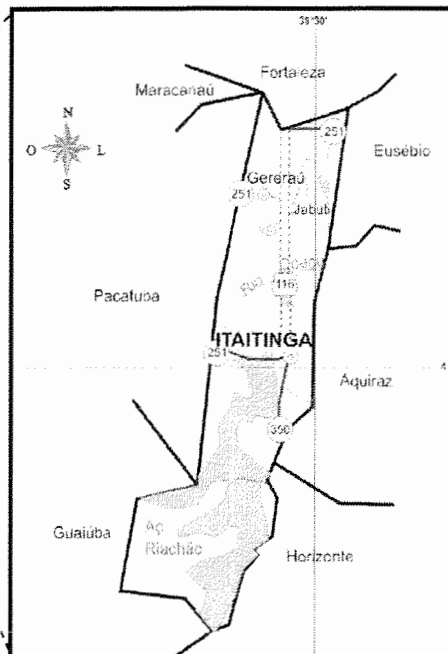 38°30'
Fortaleza
Maracanaú
N
O L
S
251
Eusébio
Gereraú
251
Jabuti
116
Pacatuba
ITAITINGA
251
4
Aquiraz
350
Guaiúba
Aç.
Riachão
Horizonte